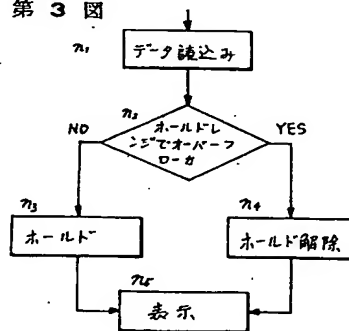 第3図
n₁
データ読込み
n₂
ホールドレ
ンジでオーバーフ
ローか
NO
YES
n₃
ホールド
n₄
ホールド解除
n₅
表示